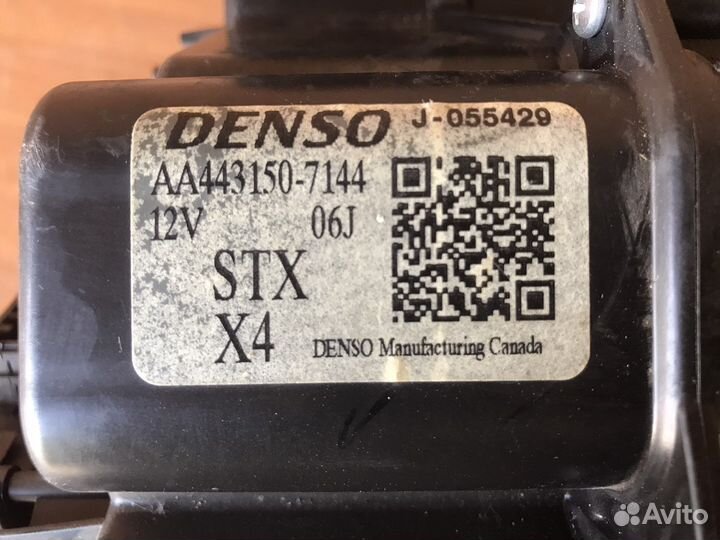 DENSO J-055429
AA443150-7144
12V 06J
STX
X4 DENSO Manufacturing Canada
Avito